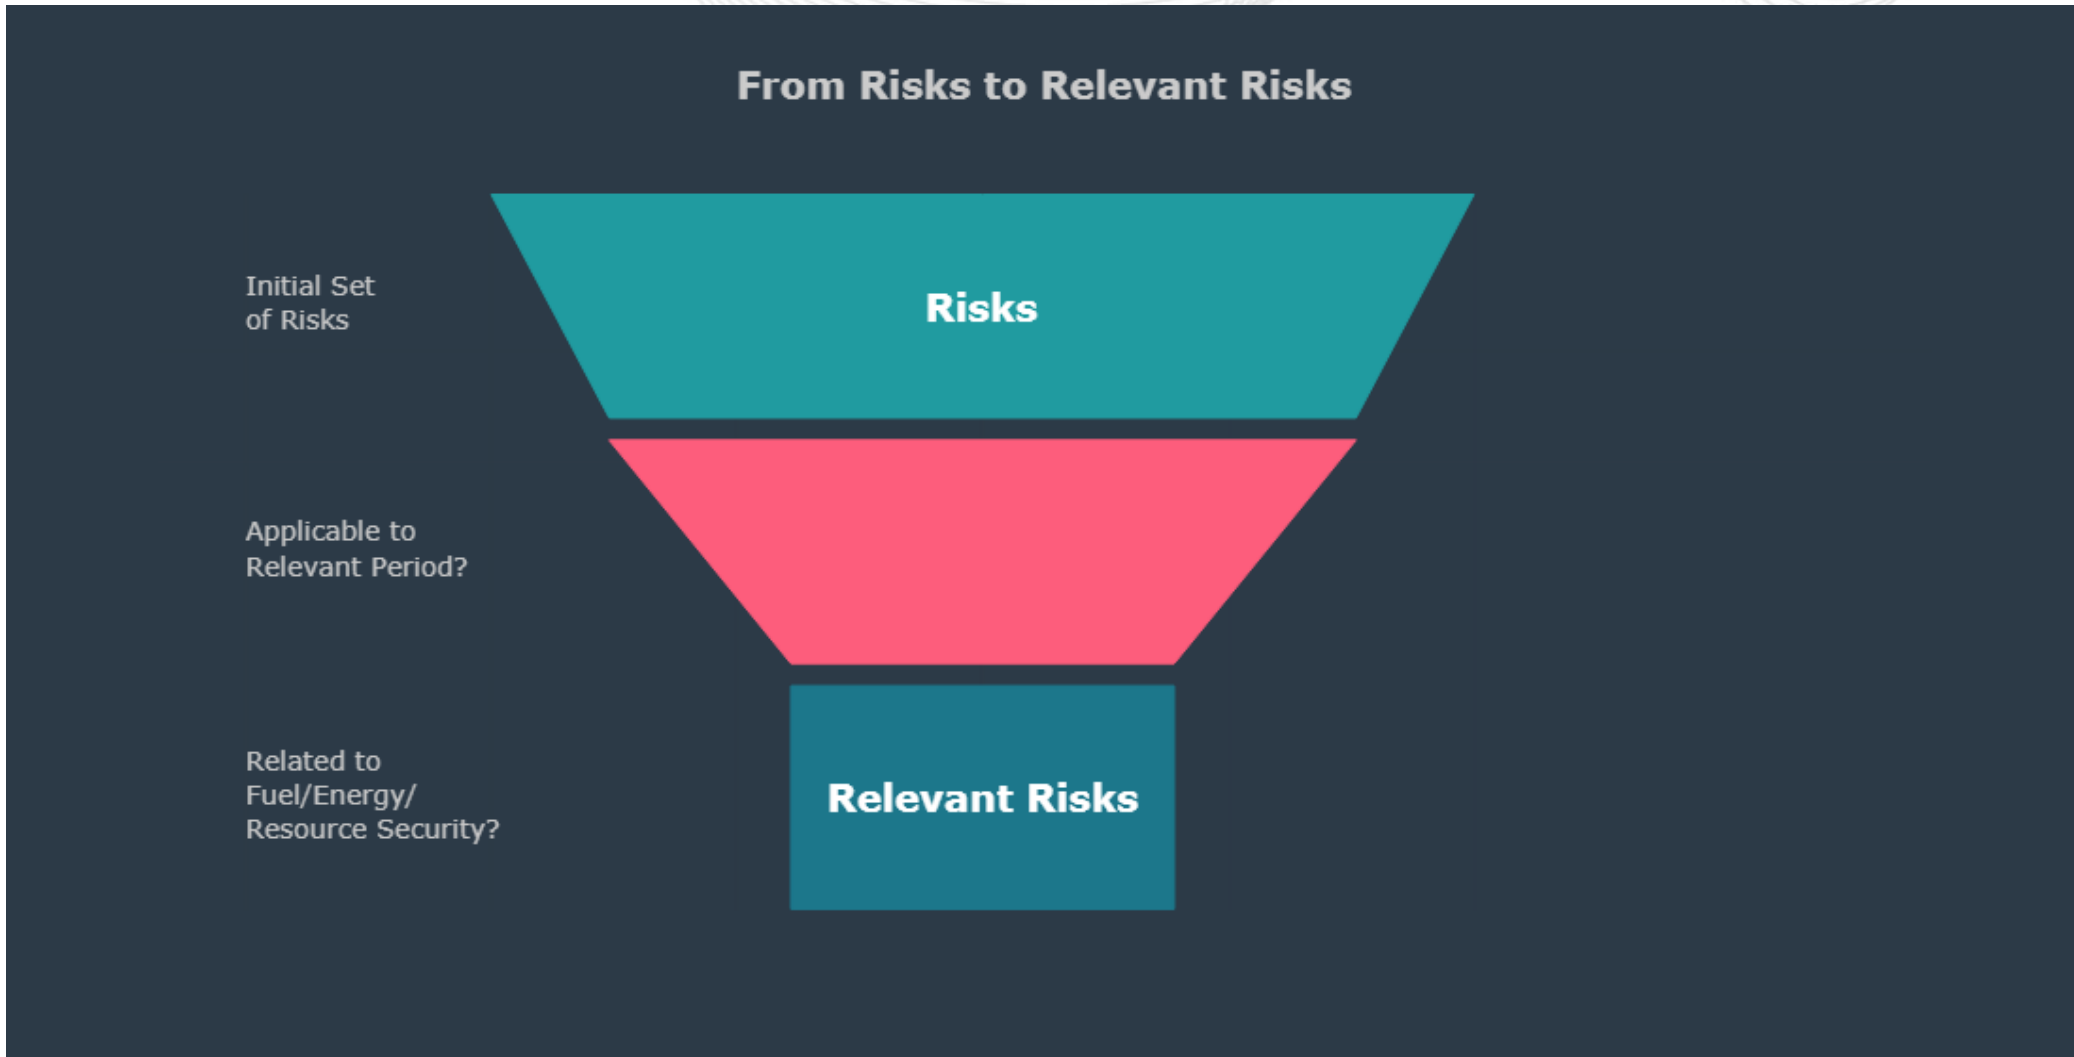 From Risks to Relevant Risks
Initial Set
of Risks
Risks
Applicable to
Relevant Period?
Related to
Fuel/Energy/
Resource Security?
Relevant Risks